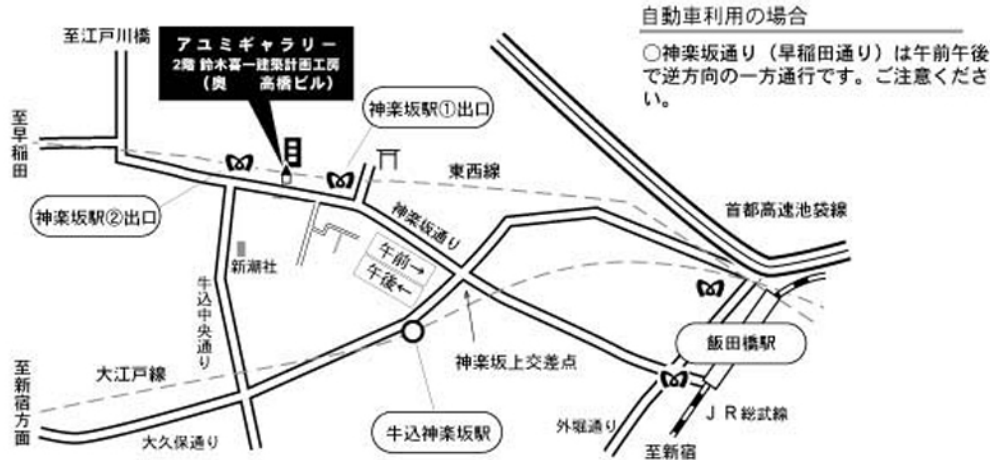 至江戸川橋
アユミギャラリー
2階 鈴木喜一建築計画工房
(奥　高橋ビル)
自動車利用の場合
○神楽坂通り（早稲田通り）は午前午後
で逆方向の一方通行です。ご注意くださ
い。
神楽坂駅①出口
至早稲田
東西線
神楽坂駅②出口
神楽坂通り
首都高速池袋線
午前→
午後←
新潮社
牛込中央通り
飯田橋駅
神楽坂上交差点
大江戸線
至新宿方面
大久保通り
牛込神楽坂駅
外堀通り
ＪＲ総武線
至新宿